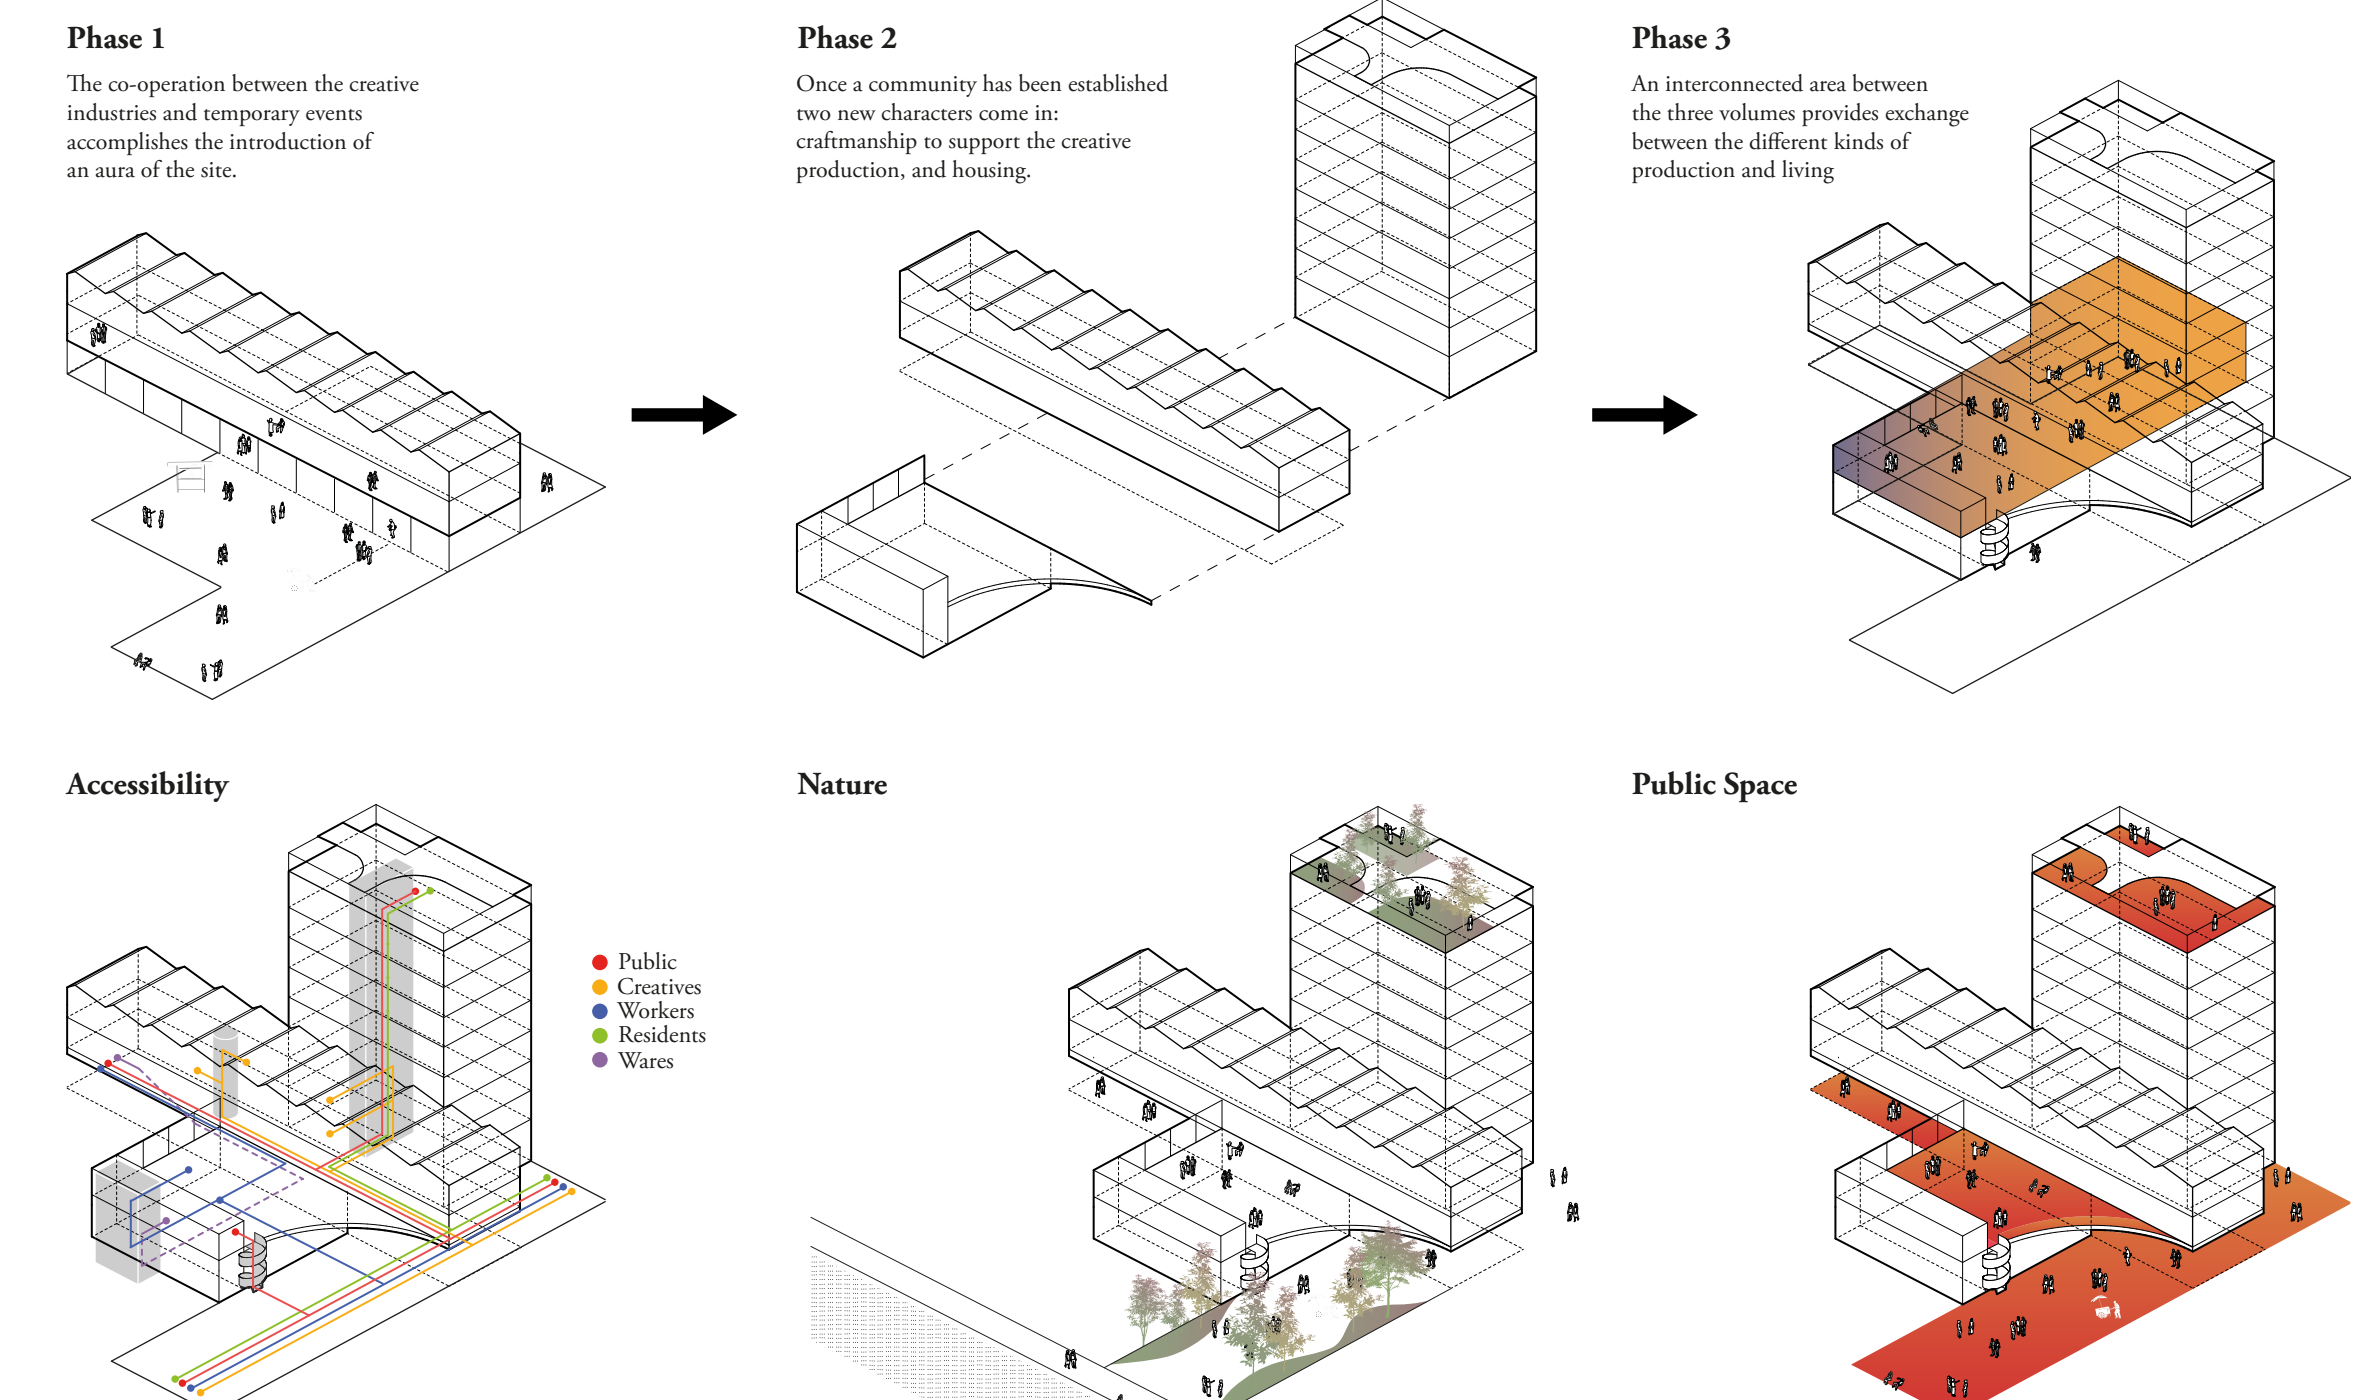 Phase 1
The co-operation between the creative
industries and temporary events
accomplishes the introduction of
an aura of the site.
Phase 2
Once a community has been established
two new characters come in:
craftmanship to support the creative
production, and housing.
Phase 3
An interconnected area between
the three volumes provides exchange
between the different kinds of
production and living
Accessibility
Public
Creatives
Workers
Residents
Wares
Nature
Public Space